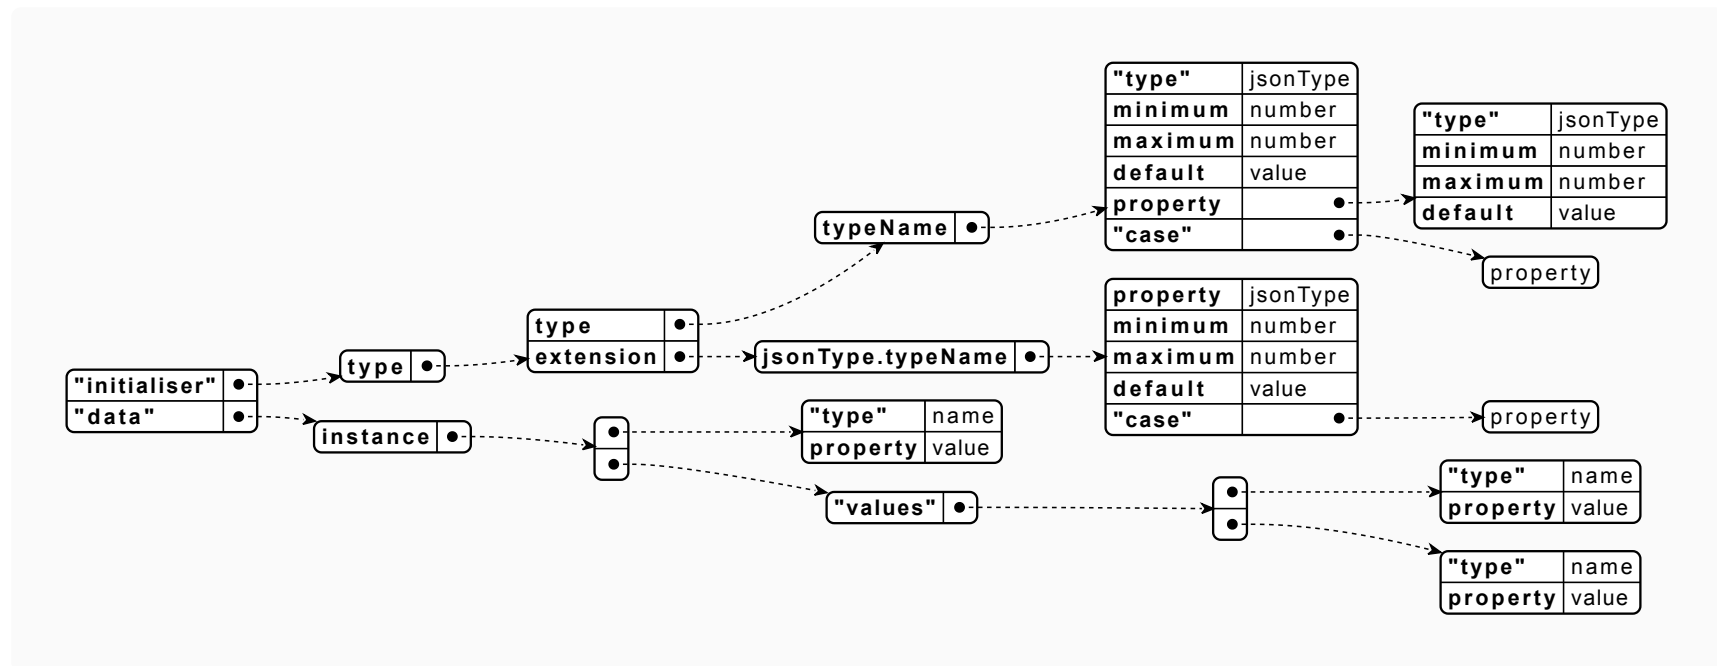 "initialiser"
"data"
type
instance
type
extension
typeName
jsonType.typeName
"type" jsonType
minimum number
maximum number
default value
property
"case"
"type" jsonType
minimum number
maximum number
default value
property
property jsonType
minimum number
maximum number
default value
"case"
property
"type" name
property value
"values"
"type" name
property value
"type" name
property value